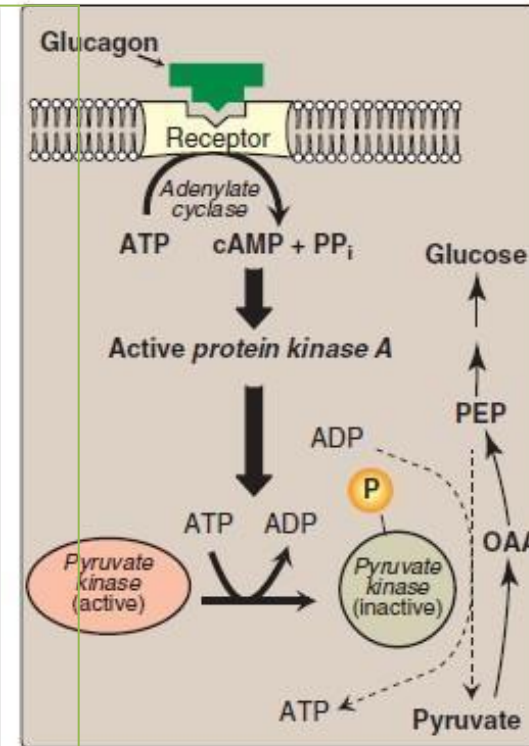 Glucagon
Receptor
Adenylate
cyclase
ATP cAMP + PPi
Glucose
Active protein kinase A
PEP
ADP
P
ATP ADP
OAA
Pyruvate
kinase
(active)
Pyruvate
kinase
(inactive)
ATP
Pyruvate